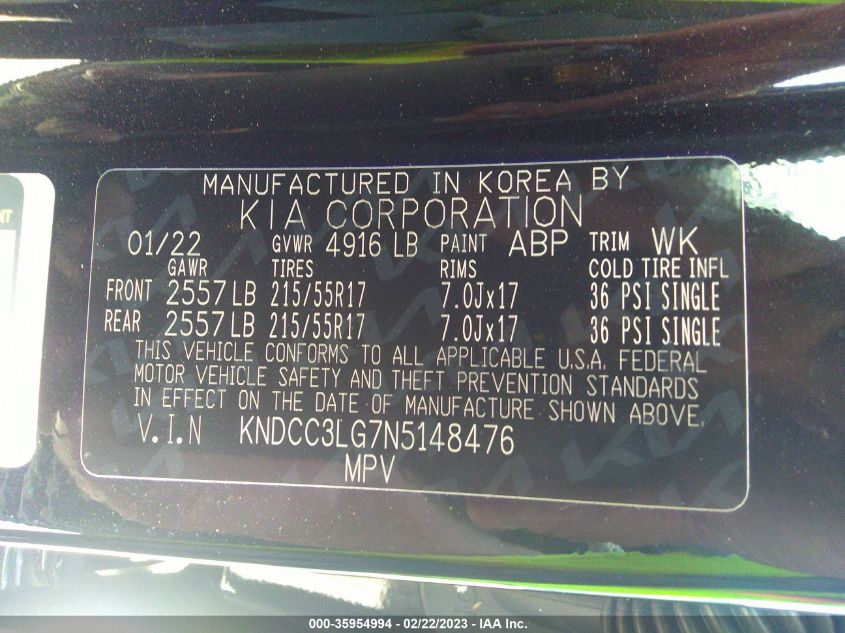 NT
MANUFACTURED IN KOREA BY
KIA CORPORATION
01/22 GVWR 4916 LB PAINT ABP TRIM WK
GAWR TIRES RIMS COLD TIRE INFL
FRONT 2557 LB 215/55R17 7.0Jx17 36 PSI SINGLE
REAR 2557 LB 215/55R17 7.0Jx17 36 PSI SINGLE
THIS VEHICLE CONFORMS TO ALL APPLICABLE U.S.A. FEDERAL
MOTOR VEHICLE SAFETY AND THEFT PREVENTION STANDARDS
IN EFFECT ON THE DATE OF MANUFACTURE SHOWN ABOVE.
V.I.N KNDCC3LG7N5148476
MPV
000-35954994 - 02/22/2023 - IAA Inc.